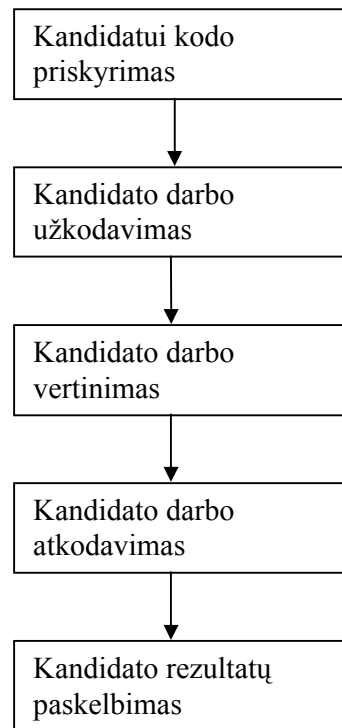 Kandidatui kodo
priskyrimas
Kandidato darbo
užkodavimas
Kandidato darbo
vertinimas
Kandidato darbo
atkodavimas
Kandidato rezultatų
paskelbimas